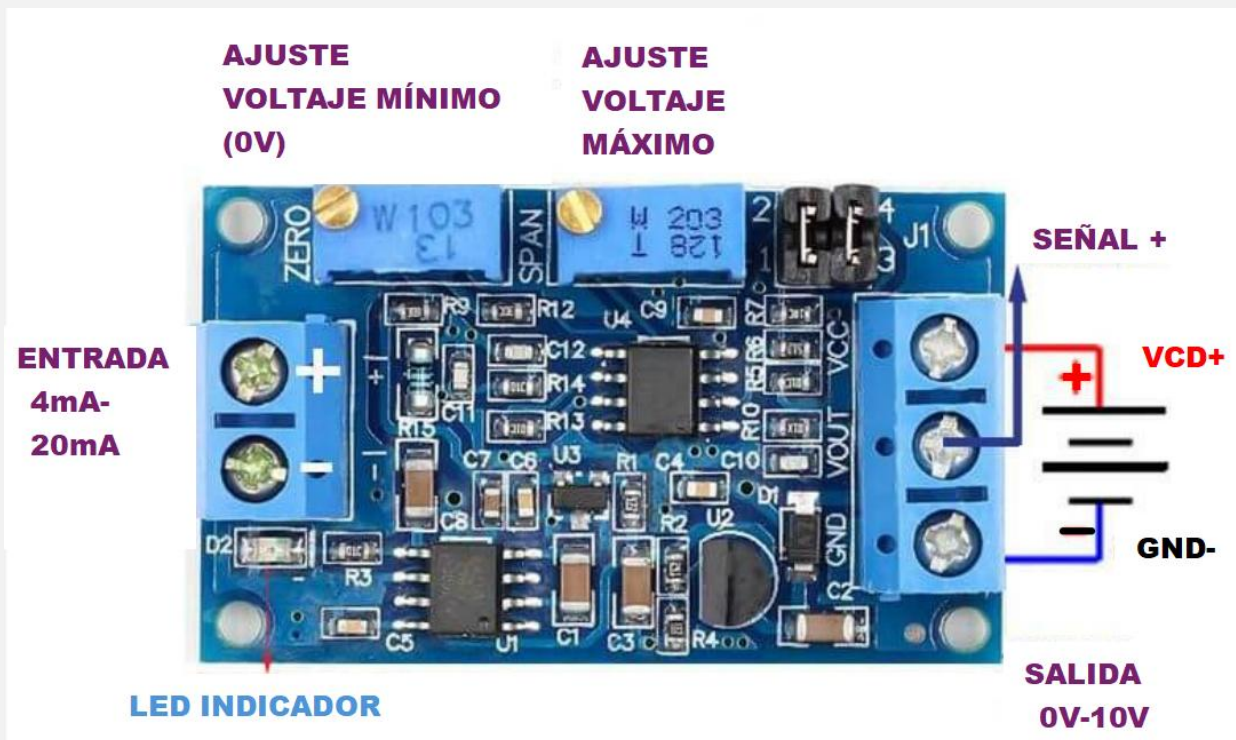 AJUSTE
VOLTAJE MÍNIMO
(0V)
AJUSTE
VOLTAJE
MÁXIMO
ZERO
W 103
13
SPAN
W 203
T 128
2
4
1
3
J1
SEÑAL +
ENTRADA
4mA-
20mA
+
-
R9
R12
U4
C9
R7
R6
R5
VCC
VCD+
+
C12
R14
R13
C11
R15
R10
C10
VOUT
C7
C6
U3
R1
C4
D1
C8
R2
U2
GND
-
GND-
D2
R3
C5
U1
C1
C3
R4
C2
LED INDICADOR
SALIDA
0V-10V